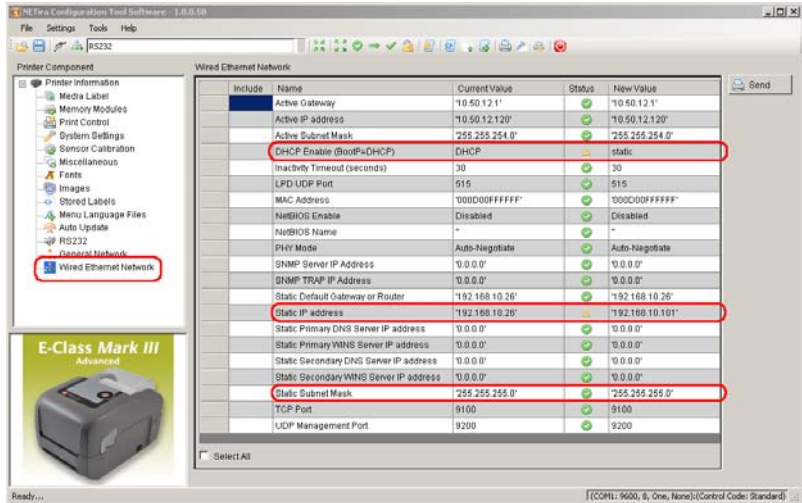 NETira Configuration Tool Software - 1.0.0.50
File Settings Tools Help
RS232
Printer Component
Printer Information
Media Label
Memory Modules
Print Control
System Settings
Sensor Calibration
Miscellaneous
Fonts
Images
Stored Labels
Menu Language Files
Auto Update
RS232
General Network
Wired Ethernet Network
E-Class Mark III
Advanced
Wired Ethernet Network
Include Name Current Value Status New Value
Active Gateway '10.50.12.1' '10.50.12.1'
Active IP address '10.50.12.120' '10.50.12.120'
Active Subnet Mask '255.255.254.0' '255.255.254.0'
DHCP Enable (BootP=DHCP) DHCP static
Inactivity Timeout (seconds) 30 30
LPD UDP Port 515 515
MAC Address '000D00FFFFFF' '000D00FFFFFF'
NetBIOS Enable Disabled Disabled
NetBIOS Name '' ''
PHY Mode Auto-Negotiate Auto-Negotiate
SNMP Server IP Address '0.0.0.0' '0.0.0.0'
SNMP TRAP IP Address '0.0.0.0' '0.0.0.0'
Static Default Gateway or Router '192.168.10.26' '192.168.10.26'
Static IP address '192.168.10.26' '192.168.10.101'
Static Primary DNS Server IP address '0.0.0.0' '0.0.0.0'
Static Primary WINS Server IP address '0.0.0.0' '0.0.0.0'
Static Secondary DNS Server IP address '0.0.0.0' '0.0.0.0'
Static Secondary WINS Server IP address '0.0.0.0' '0.0.0.0'
Static Subnet Mask '255.255.255.0' '255.255.255.0'
TCP Port 9100 9100
UDP Management Port 9200 9200
Select All
Send
Ready...
(COM1: 9600, 8, One, None):(Control Code: Standard)